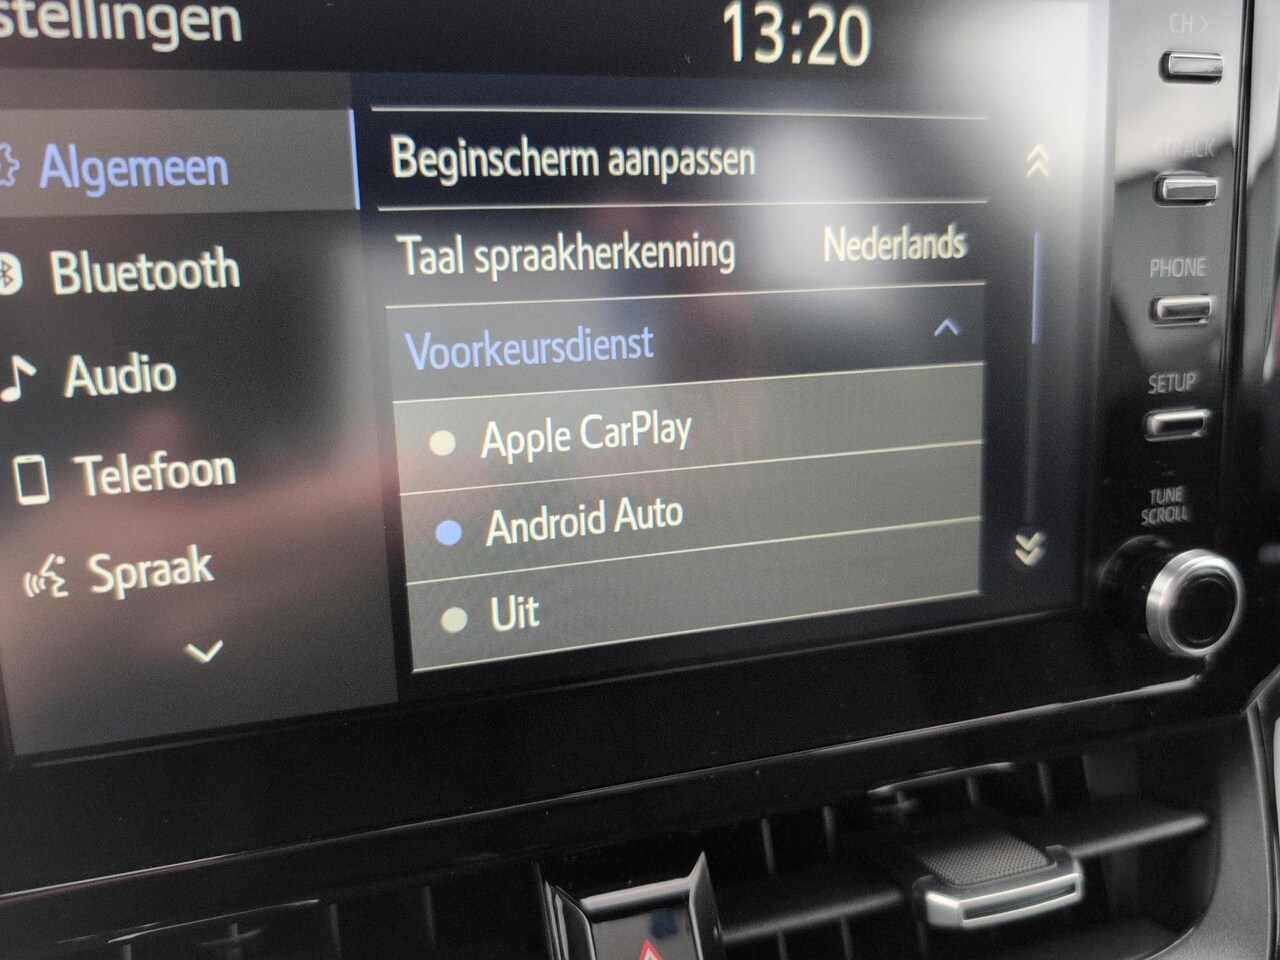 stellingen
13:20
Algemeen
Bluetooth
Audio
Telefoon
Spraak
Beginscherm aanpassen
Taal spraakherkenning Nederlands
Voorkeursdienst
Apple CarPlay
Android Auto
Uit
CH >
< TRACK
PHONE
SETUP
TUNE
SCROLL